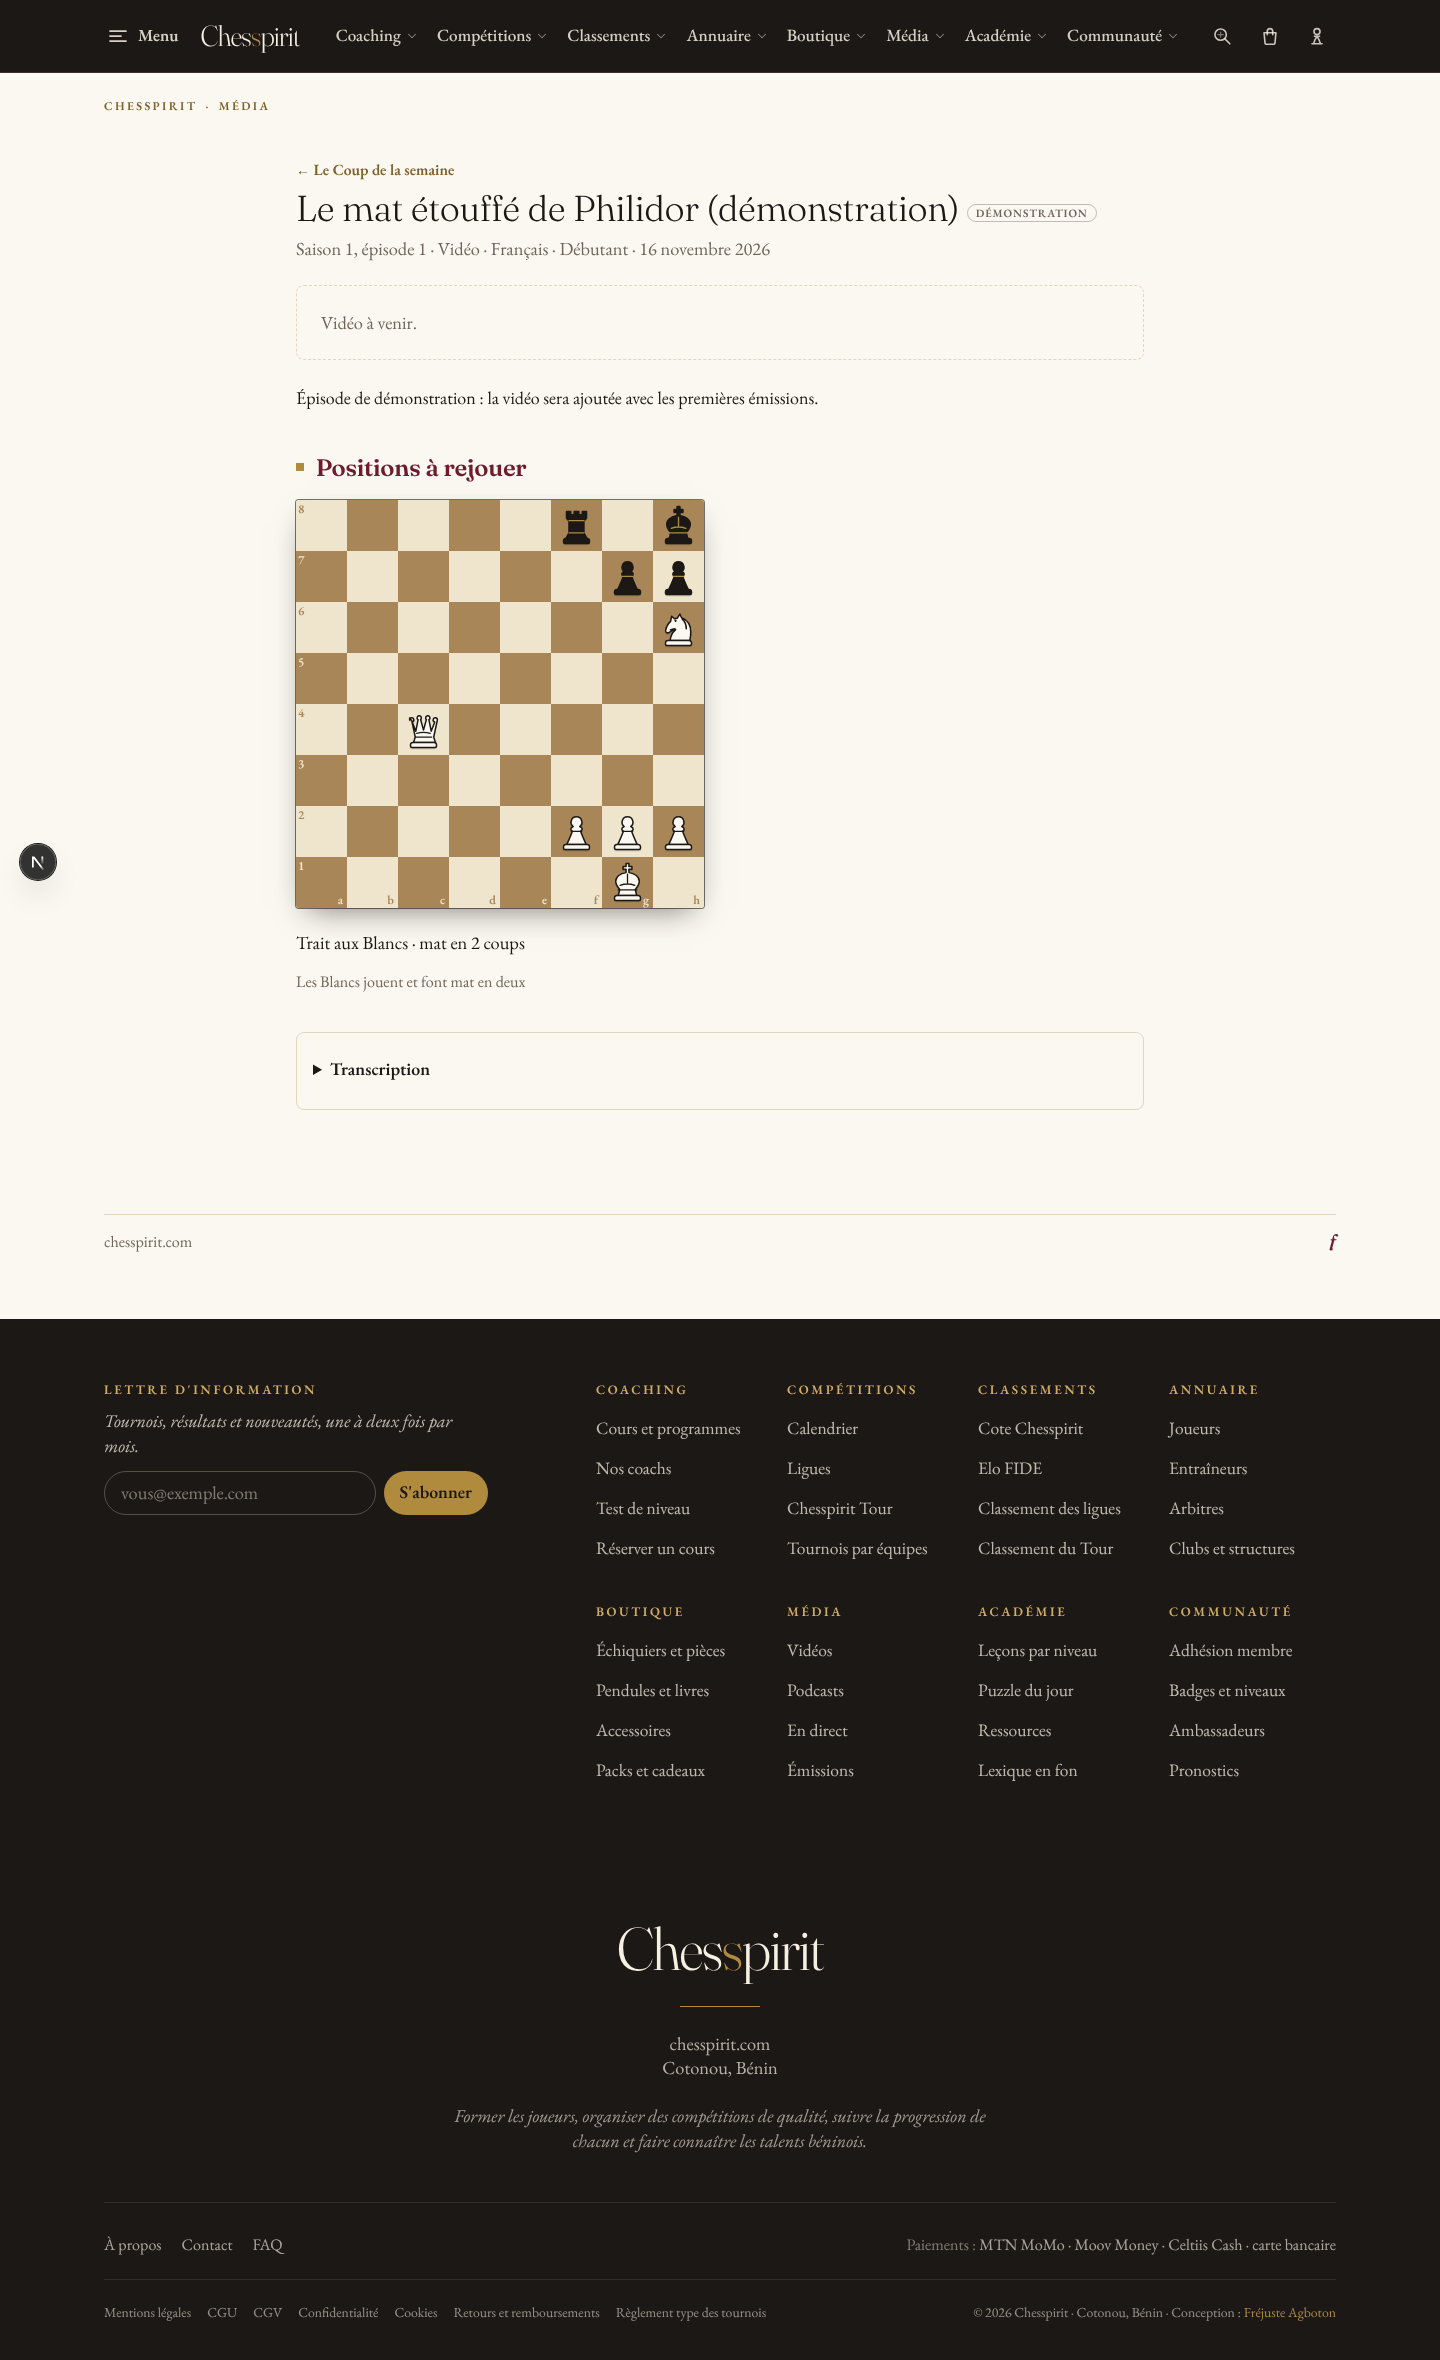 Menu
Chesspirit
Coaching
Compétitions
Classements
Annuaire
Boutique
Média
Académie
Communauté
CHESSPIRIT · MÉDIA
← Le Coup de la semaine
Le mat étouffé de Philidor (démonstration) DÉMONSTRATION
Saison 1, épisode 1 · Vidéo · Français · Débutant · 16 novembre 2026
Vidéo à venir.
Épisode de démonstration : la vidéo sera ajoutée avec les premières émissions.
Positions à rejouer
8
7
6
5
4
3
2
1
a b c d e f g h
N
Trait aux Blancs · mat en 2 coups
Les Blancs jouent et font mat en deux
Transcription
chesspirit.com
f
LETTRE D'INFORMATION
Tournois, résultats et nouveautés, une à deux fois par
mois.
vous@exemple.com
S'abonner
COACHING
Cours et programmes
Nos coachs
Test de niveau
Réserver un cours
COMPÉTITIONS
Calendrier
Ligues
Chesspirit Tour
Tournois par équipes
CLASSEMENTS
Cote Chesspirit
Elo FIDE
Classement des ligues
Classement du Tour
ANNUAIRE
Joueurs
Entraîneurs
Arbitres
Clubs et structures
BOUTIQUE
Échiquiers et pièces
Pendules et livres
Accessoires
Packs et cadeaux
MÉDIA
Vidéos
Podcasts
En direct
Émissions
ACADÉMIE
Leçons par niveau
Puzzle du jour
Ressources
Lexique en fon
COMMUNAUTÉ
Adhésion membre
Badges et niveaux
Ambassadeurs
Pronostics
Chesspirit
chesspirit.com
Cotonou, Bénin
Former les joueurs, organiser des compétitions de qualité, suivre la progression de
chacun et faire connaître les talents béninois.
À propos
Contact
FAQ
Paiements : MTN MoMo · Moov Money · Celtiis Cash · carte bancaire
Mentions légales
CGU
CGV
Confidentialité
Cookies
Retours et remboursements
Règlement type des tournois
© 2026 Chesspirit · Cotonou, Bénin · Conception : Fréjuste Agboton